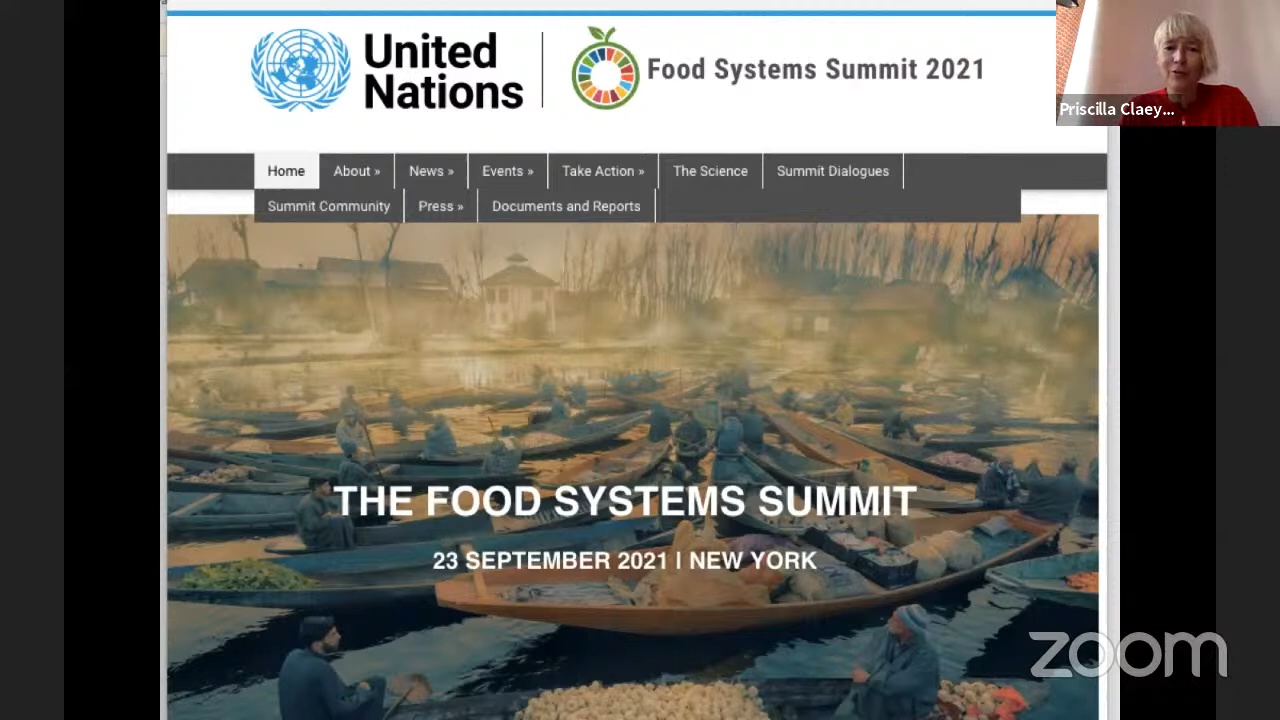 United
Nations
Food Systems Summit 2021
Priscilla Claey...
Home
About »
News »
Events »
Take Action »
The Science
Summit Dialogues
Summit Community
Press »
Documents and Reports
THE FOOD SYSTEMS SUMMIT
23 SEPTEMBER 2021 I NEW YORK
zoom